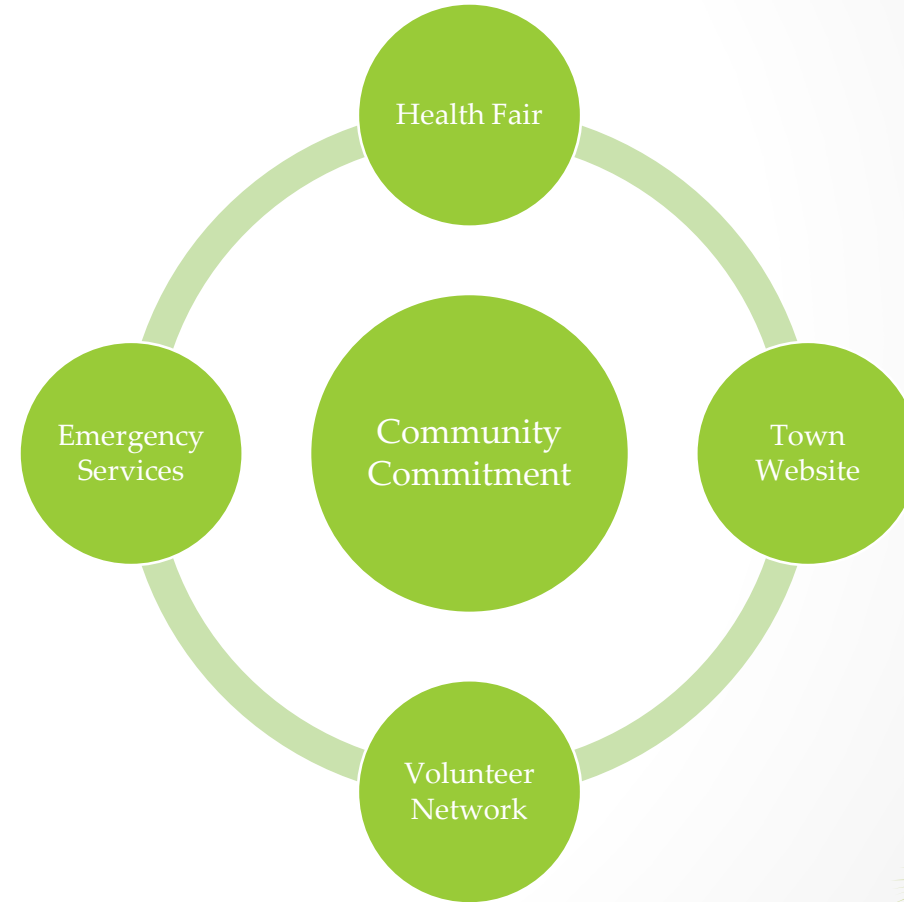 Health Fair
Emergency
Services
Community
Commitment
Town
Website
Volunteer
Network